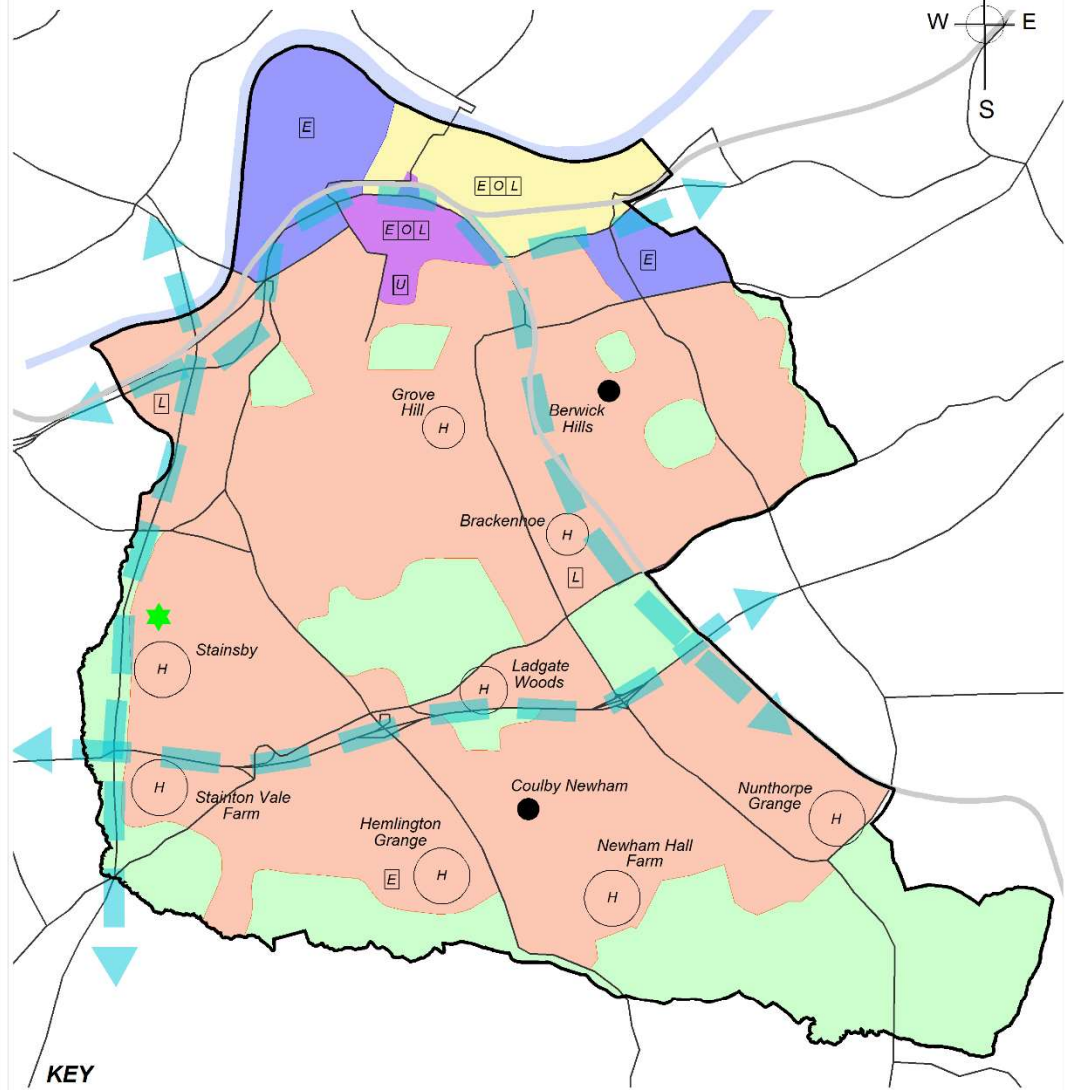 W E
S
E
E O L
E O L
E
U
L
Grove
Hill
H
Berwick
Hills
Brackenhoe
H
L
Stainsby
H
Ladgate
Woods
H
H
Stainton Vale
Farm
Coulby Newham
Nunthorpe
Grange
H
Hemlington
Grange
E
H
Newham Hall
Farm
H
KEY